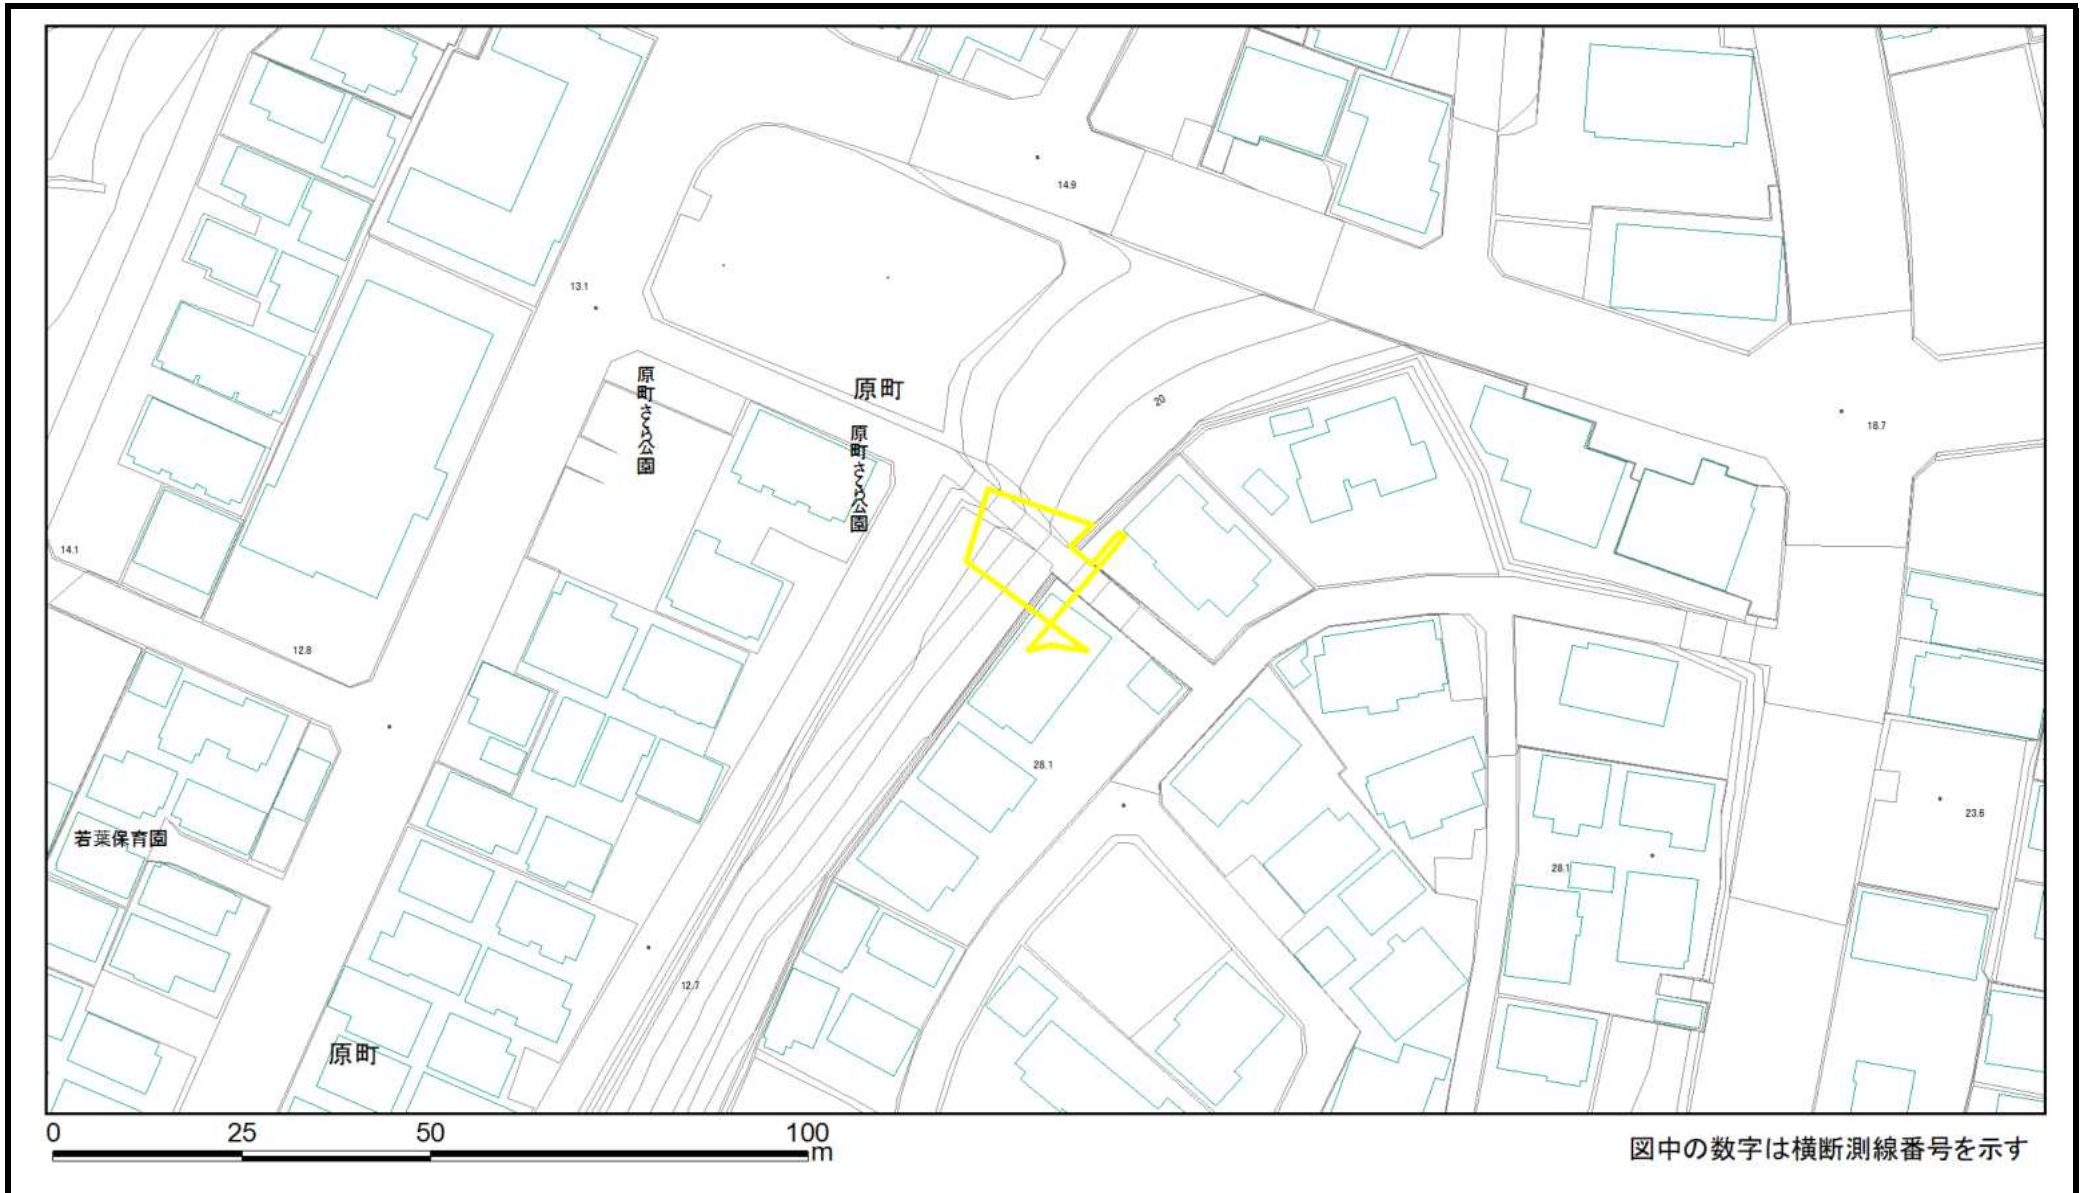 14.9
13.1
原町
原町さくら公園
原町さくら公園
20
18.7
14.1
12.8
28.1
23.6
28.1
若葉保育園
12.7
原町
0 25 50 100
m
図中の数字は横断測線番号を示す